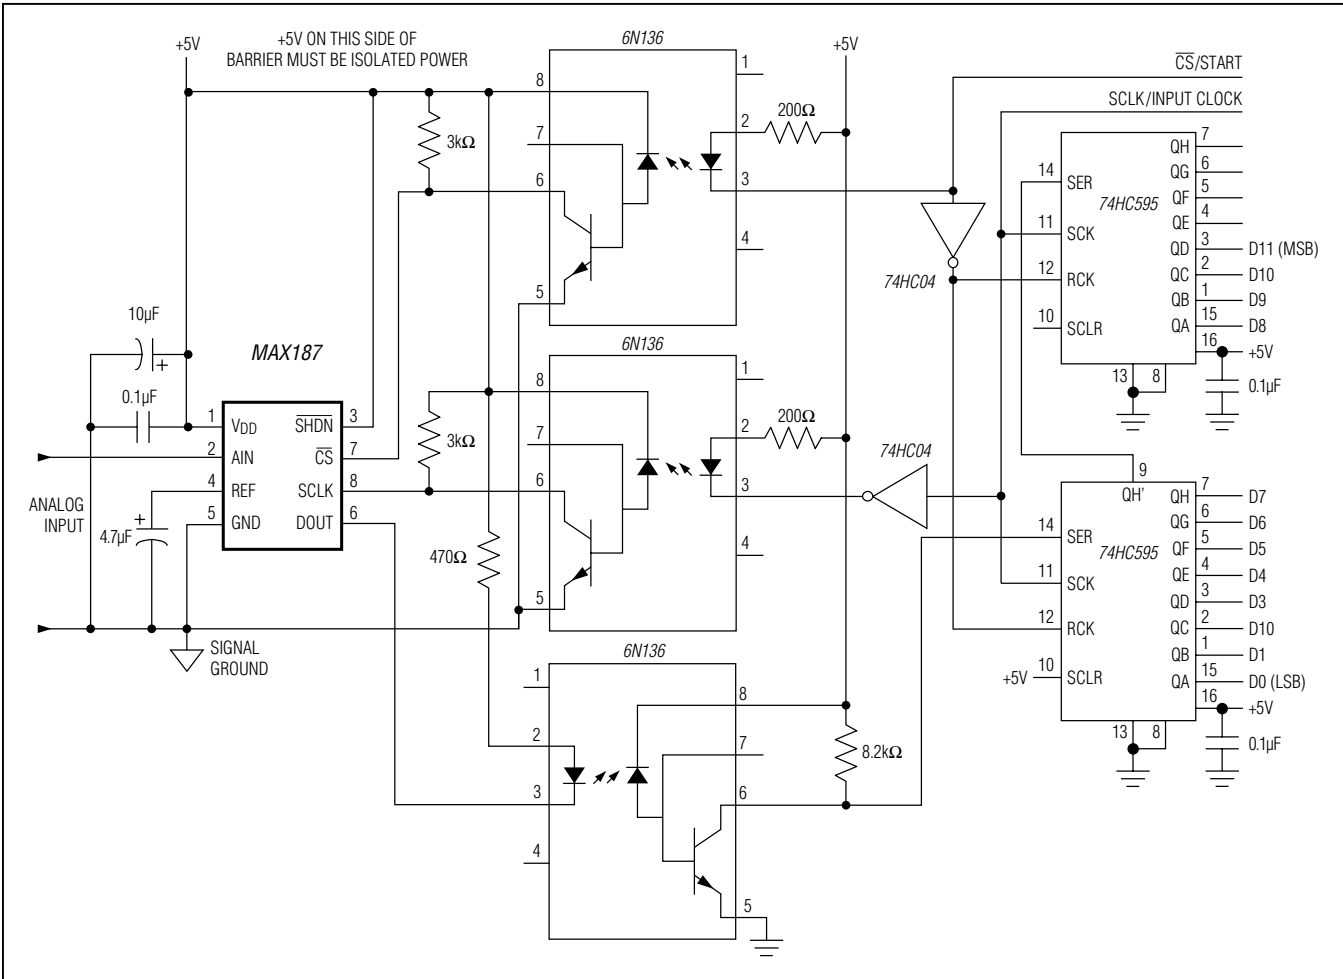 +5V
+5V ON THIS SIDE OF
BARRIER MUST BE ISOLATED POWER
3kΩ
10µF
+
0.1µF
MAX187
1
2
4
5
VDD
AIN
REF
GND
SHDN
CS
SCLK
DOUT
3
7
8
6
ANALOG
INPUT
+
4.7µF
SIGNAL
GROUND
3kΩ
470Ω
6N136
8
7
6
5
1
2
3
4
200Ω
+5V
6N136
8
7
6
5
1
2
3
4
200Ω
6N136
1
2
3
4
8
7
6
5
8.2kΩ
CS/START
SCLK/INPUT CLOCK
74HC04
74HC04
74HC595
14
11
12
10
SER
SCK
RCK
SCLR
QH
QG
QF
QE
QD
QC
QB
QA
7
6
5
4
3
2
1
15
16
D11 (MSB)
D10
D9
D8
+5V
13
8
0.1µF
9
QH'
74HC595
14
11
12
10
+5V
SER
SCK
RCK
SCLR
QH
QG
QF
QE
QD
QC
QB
QA
7
6
5
4
3
2
1
15
16
D7
D6
D5
D4
D3
D10
D1
D0 (LSB)
+5V
13
8
0.1µF